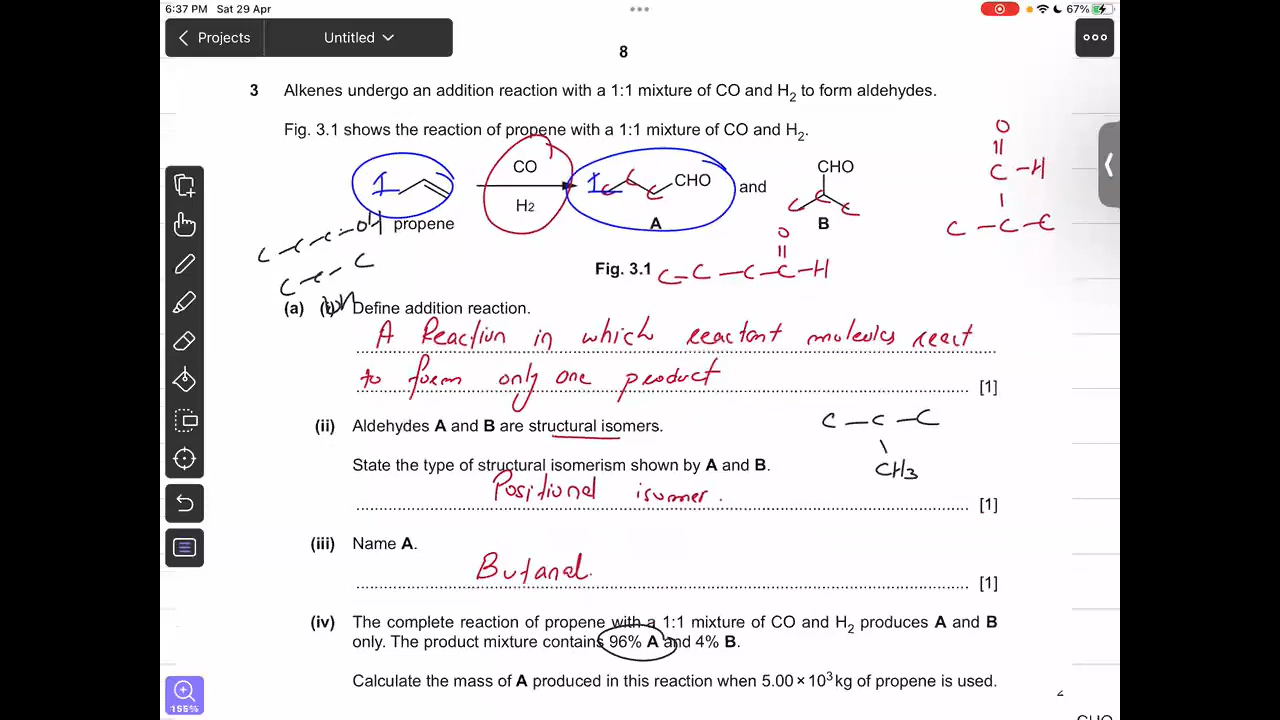 6:37 PM Sat 29 Apr
67%
Projects Untitled
8
3 Alkenes undergo an addition reaction with a 1:1 mixture of CO and H2 to form aldehydes.
Fig. 3.1 shows the reaction of propene with a 1:1 mixture of CO and H2.
O
C – H
C – C – C
CO
H2
CHO and
CHO
propene
A
B
C C C – OH
C C C
O
C – C – C – C – H
Fig. 3.1
(a) (i) Define addition reaction.
A Reaction in which reactant molecules react
to form only one product
[1]
(ii) Aldehydes A and B are structural isomers.
C – C – C
CH3
State the type of structural isomerism shown by A and B.
Positional isomer.
[1]
(iii) Name A.
Butanal.
[1]
(iv) The complete reaction of propene with a 1:1 mixture of CO and H2 produces A and B
only. The product mixture contains 96% A and 4% B.
Calculate the mass of A produced in this reaction when 5.00 × 10³ kg of propene is used.
155%